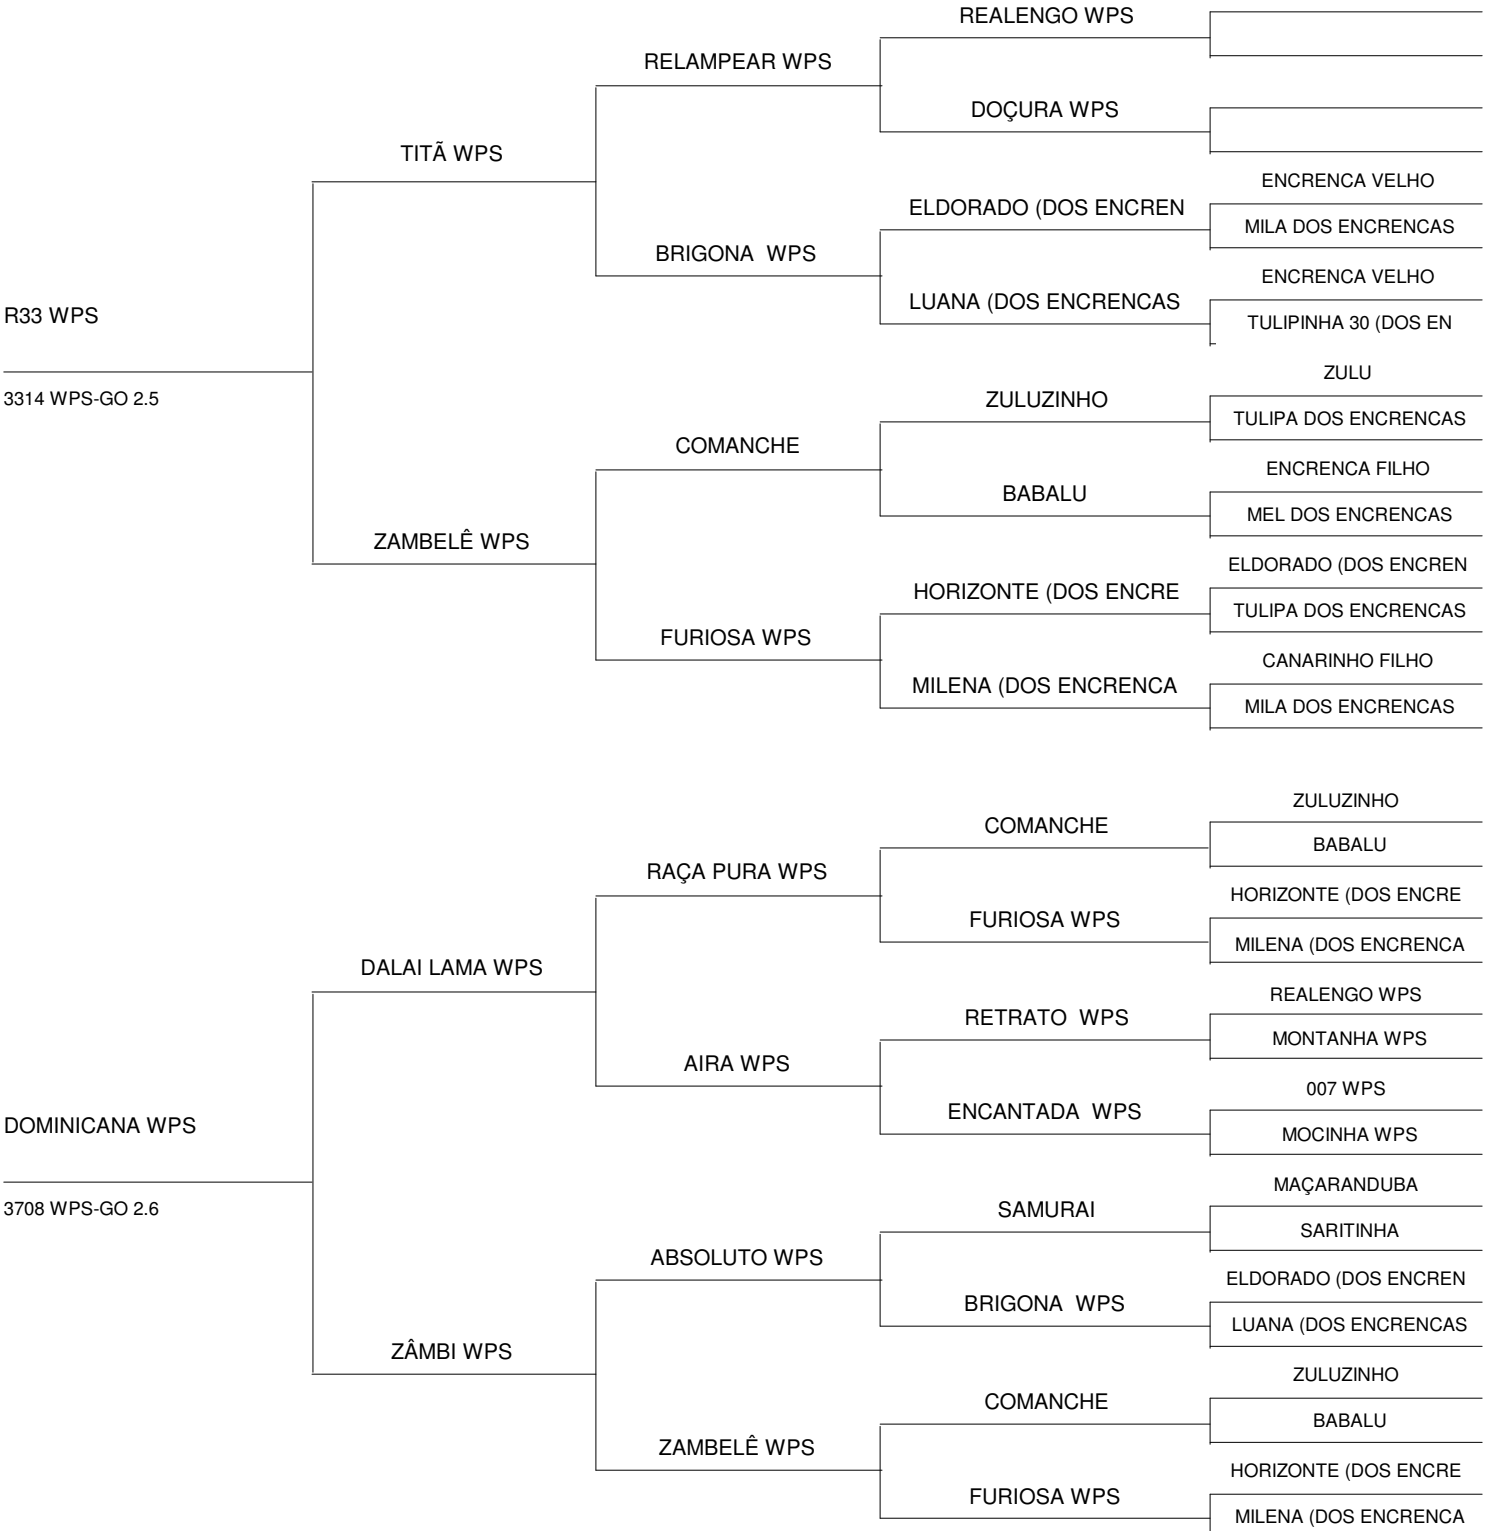 REALENGO WPS
RELAMPEAR WPS
DOÇURA WPS
TITÃ WPS
ENCRENCA VELHO
ELDORADO (DOS ENCREN
MILA DOS ENCRENCAS
BRIGONA  WPS
ENCRENCA VELHO
LUANA (DOS ENCRENCAS
R33 WPS
TULIPINHA 30 (DOS EN
ZULU
3314 WPS-GO 2.5
ZULUZINHO
TULIPA DOS ENCRENCAS
COMANCHE
ENCRENCA FILHO
BABALU
MEL DOS ENCRENCAS
ZAMBELÊ WPS
ELDORADO (DOS ENCREN
HORIZONTE (DOS ENCRE
TULIPA DOS ENCRENCAS
FURIOSA WPS
CANARINHO FILHO
MILENA (DOS ENCRENCA
MILA DOS ENCRENCAS
ZULUZINHO
COMANCHE
BABALU
RAÇA PURA WPS
HORIZONTE (DOS ENCRE
FURIOSA WPS
MILENA (DOS ENCRENCA
DALAI LAMA WPS
REALENGO WPS
RETRATO  WPS
MONTANHA WPS
AIRA WPS
007 WPS
ENCANTADA  WPS
DOMINICANA WPS
MOCINHA WPS
MAÇARANDUBA
3708 WPS-GO 2.6
SAMURAI
SARITINHA
ABSOLUTO WPS
ELDORADO (DOS ENCREN
BRIGONA  WPS
LUANA (DOS ENCRENCAS
ZÂMBI WPS
ZULUZINHO
COMANCHE
BABALU
ZAMBELÊ WPS
HORIZONTE (DOS ENCRE
FURIOSA WPS
MILENA (DOS ENCRENCA